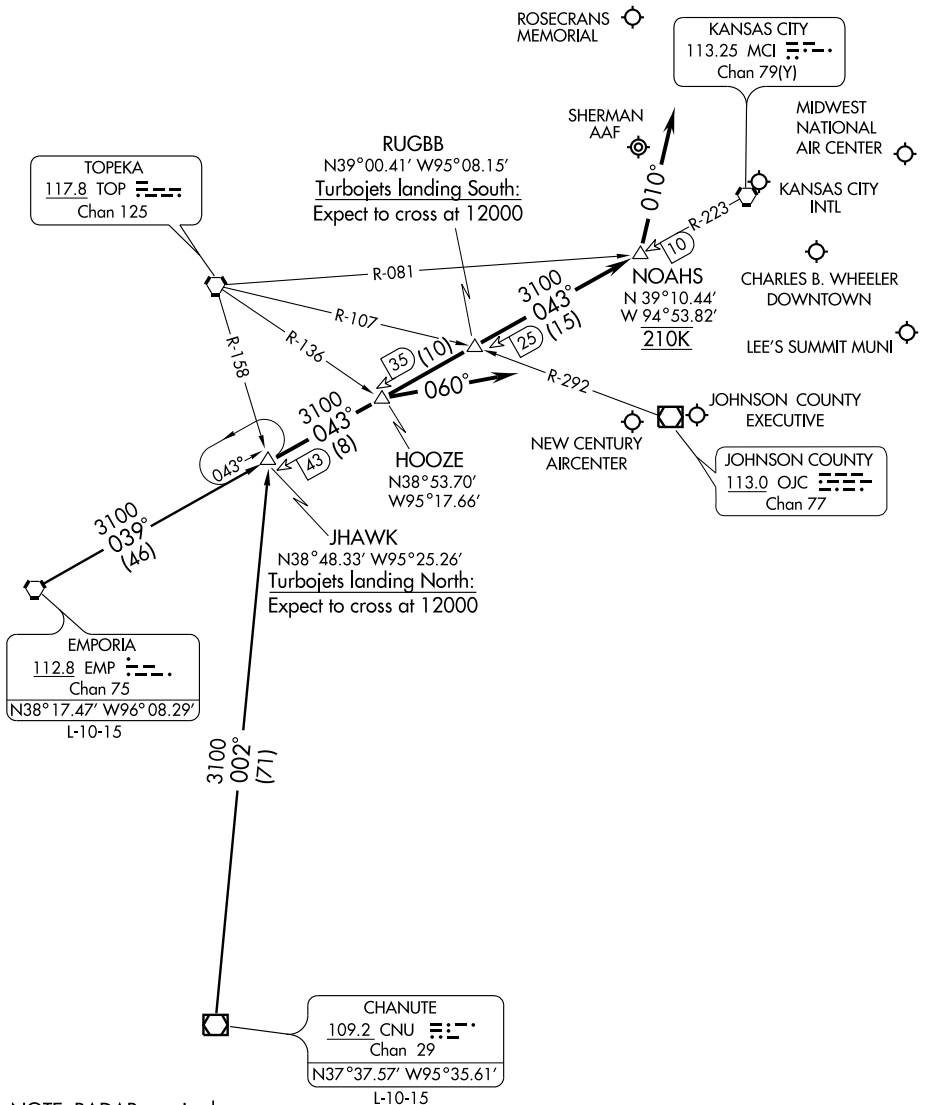 ROSECRANS
MEMORIAL
KANSAS CITY
113.25 MCI
Chan 79(Y)
SHERMAN
AAF
MIDWEST
NATIONAL
AIR CENTER
RUGBB
N39°00.41' W95°08.15'
Turbojets landing South:
Expect to cross at 12000
TOPEKA
117.8 TOP
Chan 125
010°
R-223
10
KANSAS CITY
INTL
R-081
NOAHS
N 39°10.44'
W 94°53.82'
210K
CHARLES B. WHEELER
DOWNTOWN
3100
043°
(15)
25
R-107
R-136
R-158
35
(10)
060°
LEE'S SUMMIT MUNI
R-292
3100
043°
(8)
43
043°
HOOZE
N38°53.70'
W95°17.66'
NEW CENTURY
AIRCENTER
JOHNSON COUNTY
EXECUTIVE
JOHNSON COUNTY
113.0 OJC
Chan 77
JHAWK
N38°48.33' W95°25.26'
Turbojets landing North:
Expect to cross at 12000
3100
039°
(46)
EMPORIA
112.8 EMP
Chan 75
N38°17.47' W96°08.29'
L-10-15
3100
002°
(71)
CHANUTE
109.2 CNU
Chan 29
N37°37.57' W95°35.61'
L-10-15